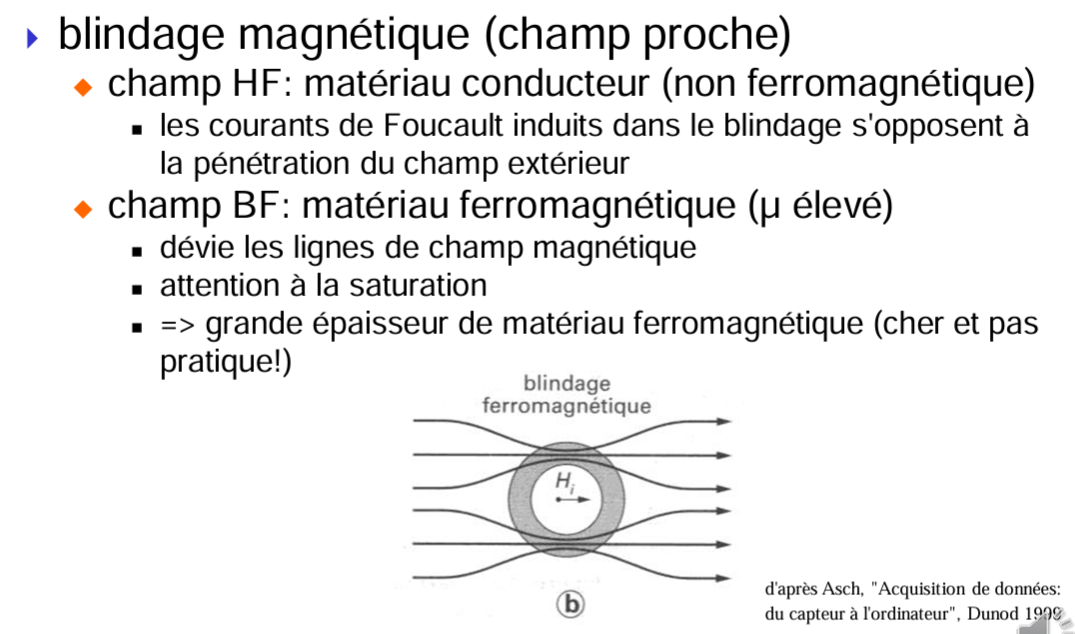 blindage magnétique (champ proche)
champ HF: matériau conducteur (non ferromagnétique)
les courants de Foucault induits dans le blindage s'opposent à
la pénétration du champ extérieur
champ BF: matériau ferromagnétique (µ élevé)
dévie les lignes de champ magnétique
attention à la saturation
=> grande épaisseur de matériau ferromagnétique (cher et pas
pratique!)
blindage
ferromagnétique
Hi
b
d'après Asch, "Acquisition de données:
du capteur à l'ordinateur", Dunod 1999